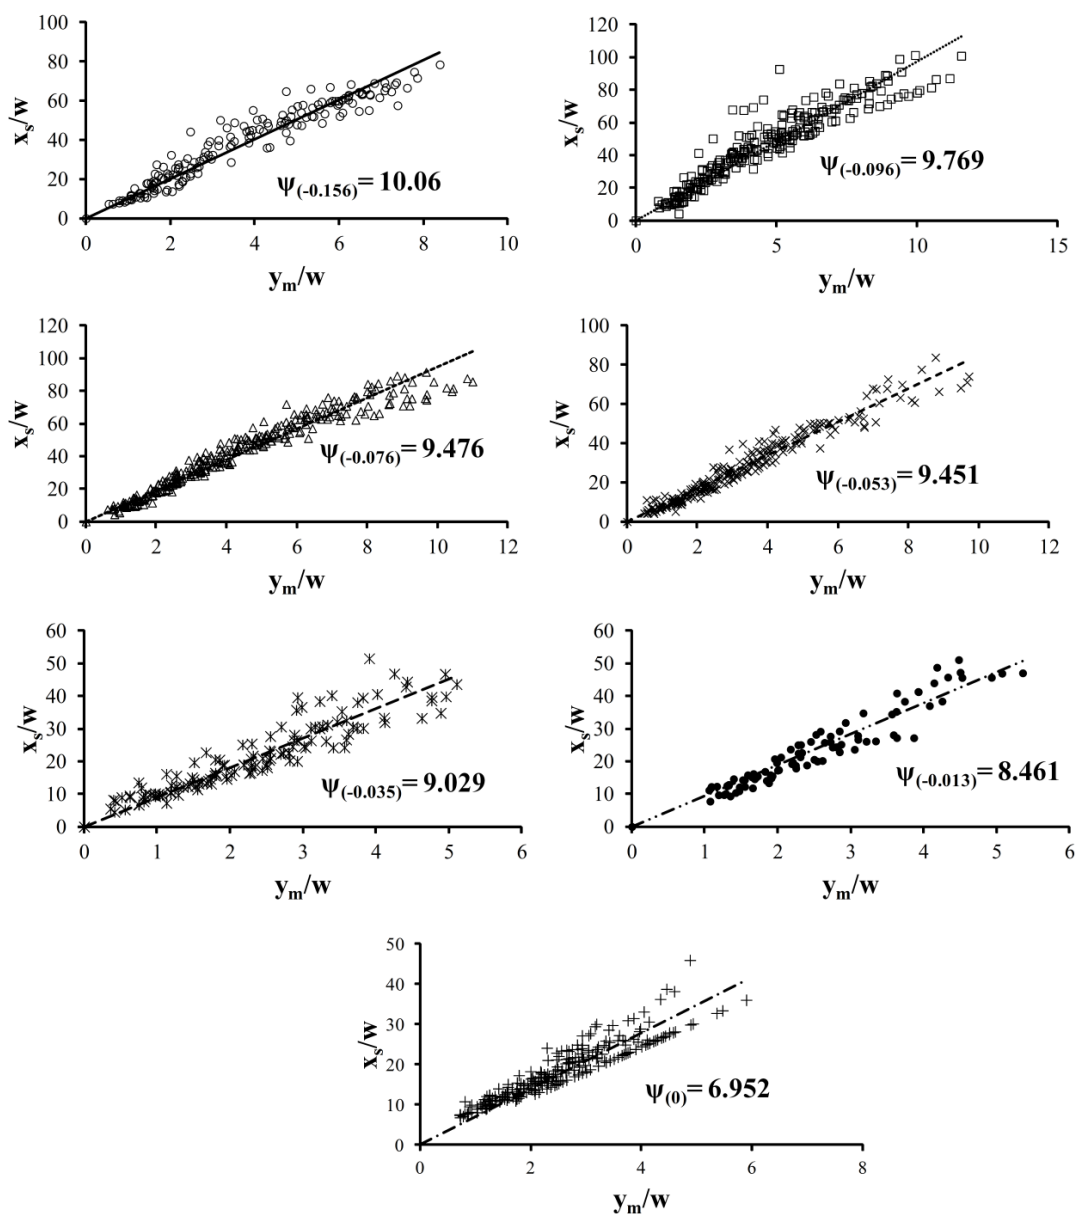 100
80
60
40
20
0
0 2 4 6 8 10
x_s/w
y_m/w
ψ(-0.156)= 10.06
120
100
80
60
40
20
0
0 5 10 15
x_s/w
y_m/w
ψ(-0.096)= 9.769
120
100
80
60
40
20
0
0 2 4 6 8 10 12
x_s/w
y_m/w
ψ(-0.076)= 9.476
100
80
60
40
20
0
0 2 4 6 8 10 12
x_s/w
y_m/w
ψ(-0.053)= 9.451
60
50
40
30
20
10
0
0 1 2 3 4 5 6
x_s/w
y_m/w
ψ(-0.035)= 9.029
60
50
40
30
20
10
0
0 1 2 3 4 5 6
x_s/w
y_m/w
ψ(-0.013)= 8.461
50
40
30
20
10
0
0 2 4 6 8
x_s/w
y_m/w
ψ(0)= 6.952